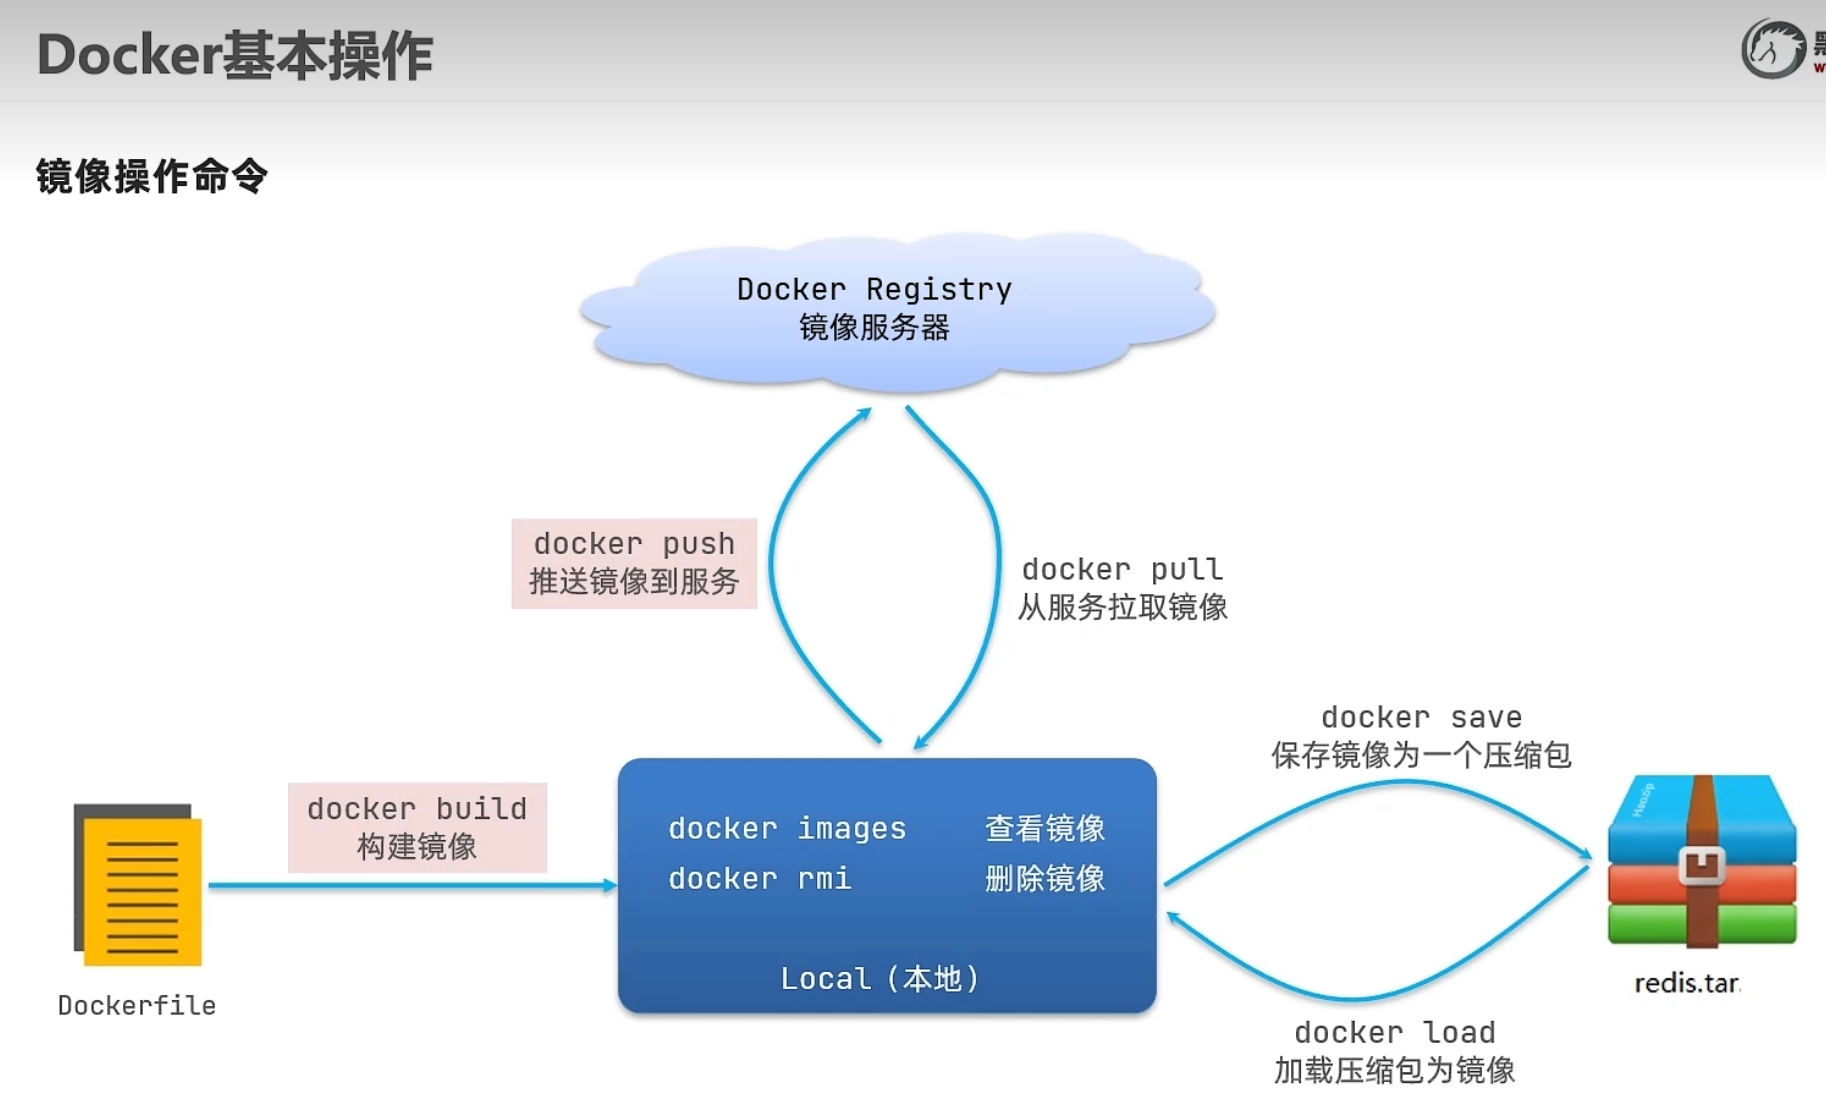 Docker基本操作
黑
w
镜像操作命令
Docker Registry
镜像服务器
docker push
推送镜像到服务
docker pull
从服务拉取镜像
docker save
保存镜像为一个压缩包
docker build
构建镜像
docker images 查看镜像
docker rmi 删除镜像
Local（本地）
Haozip
Dockerfile
redis.tar
docker load
加载压缩包为镜像